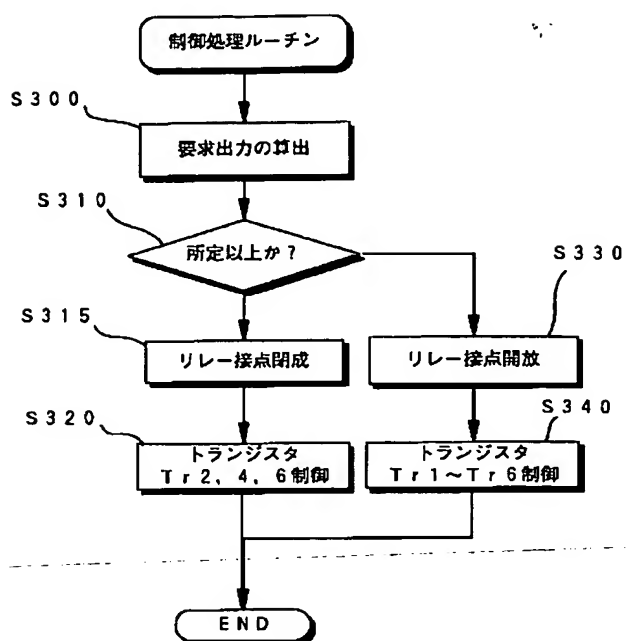 制御処理ルーチン
S300
要求出力の算出
S310
所定以上か?
S330
S315
リレー接点閉成
リレー接点開放
S320
S340
トランジスタ
Tr2, 4, 6制御
トランジスタ
Tr1〜Tr6制御
END